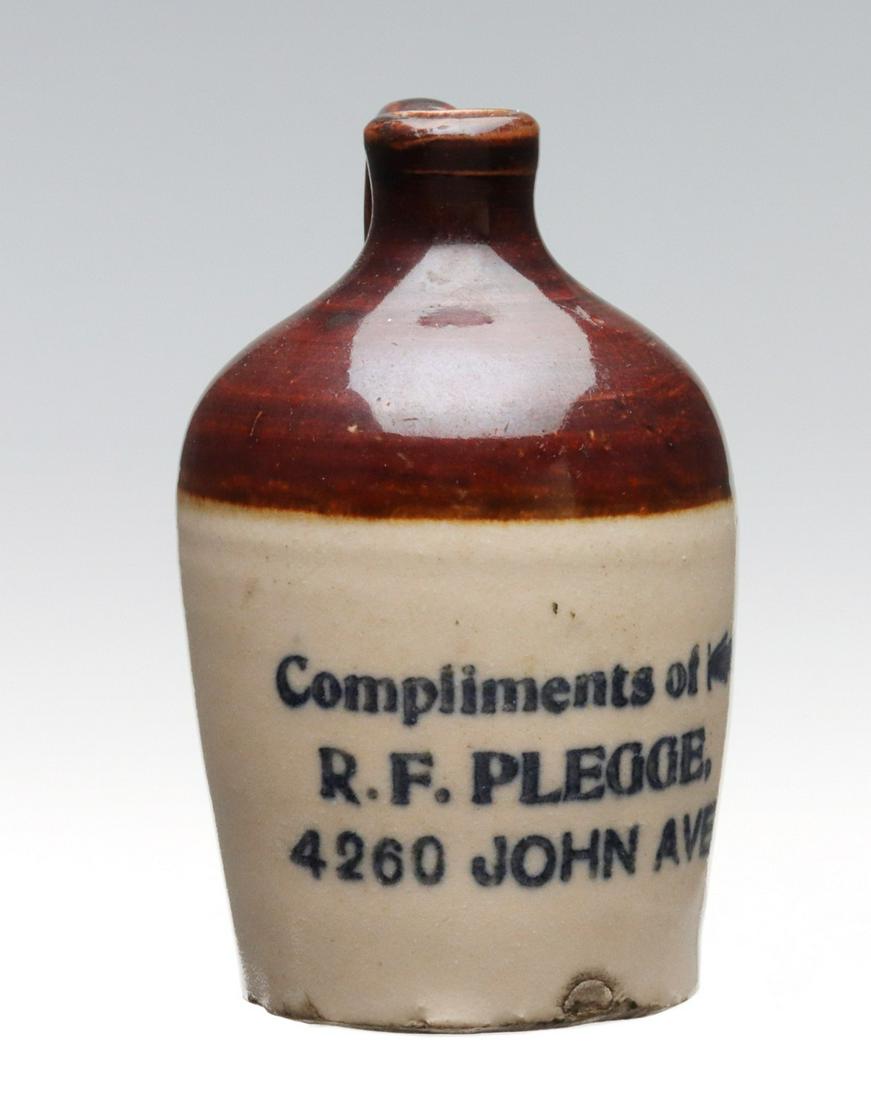 Compliments of
R. F. PLEGGE,
4260 JOHN AVE